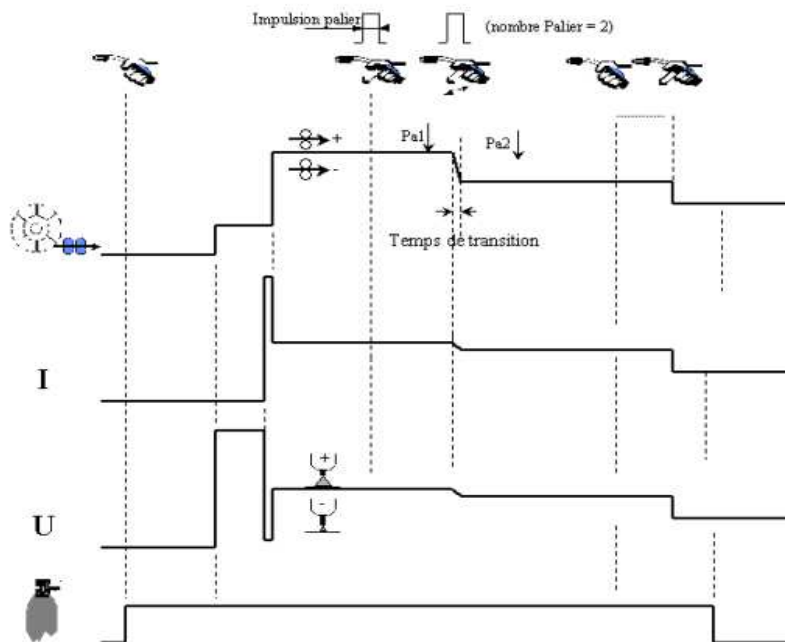 Impulsion palier
(nombre Palier = 2)
+
Pa1
Pa2
-
Temps de transition
I
+
-
U